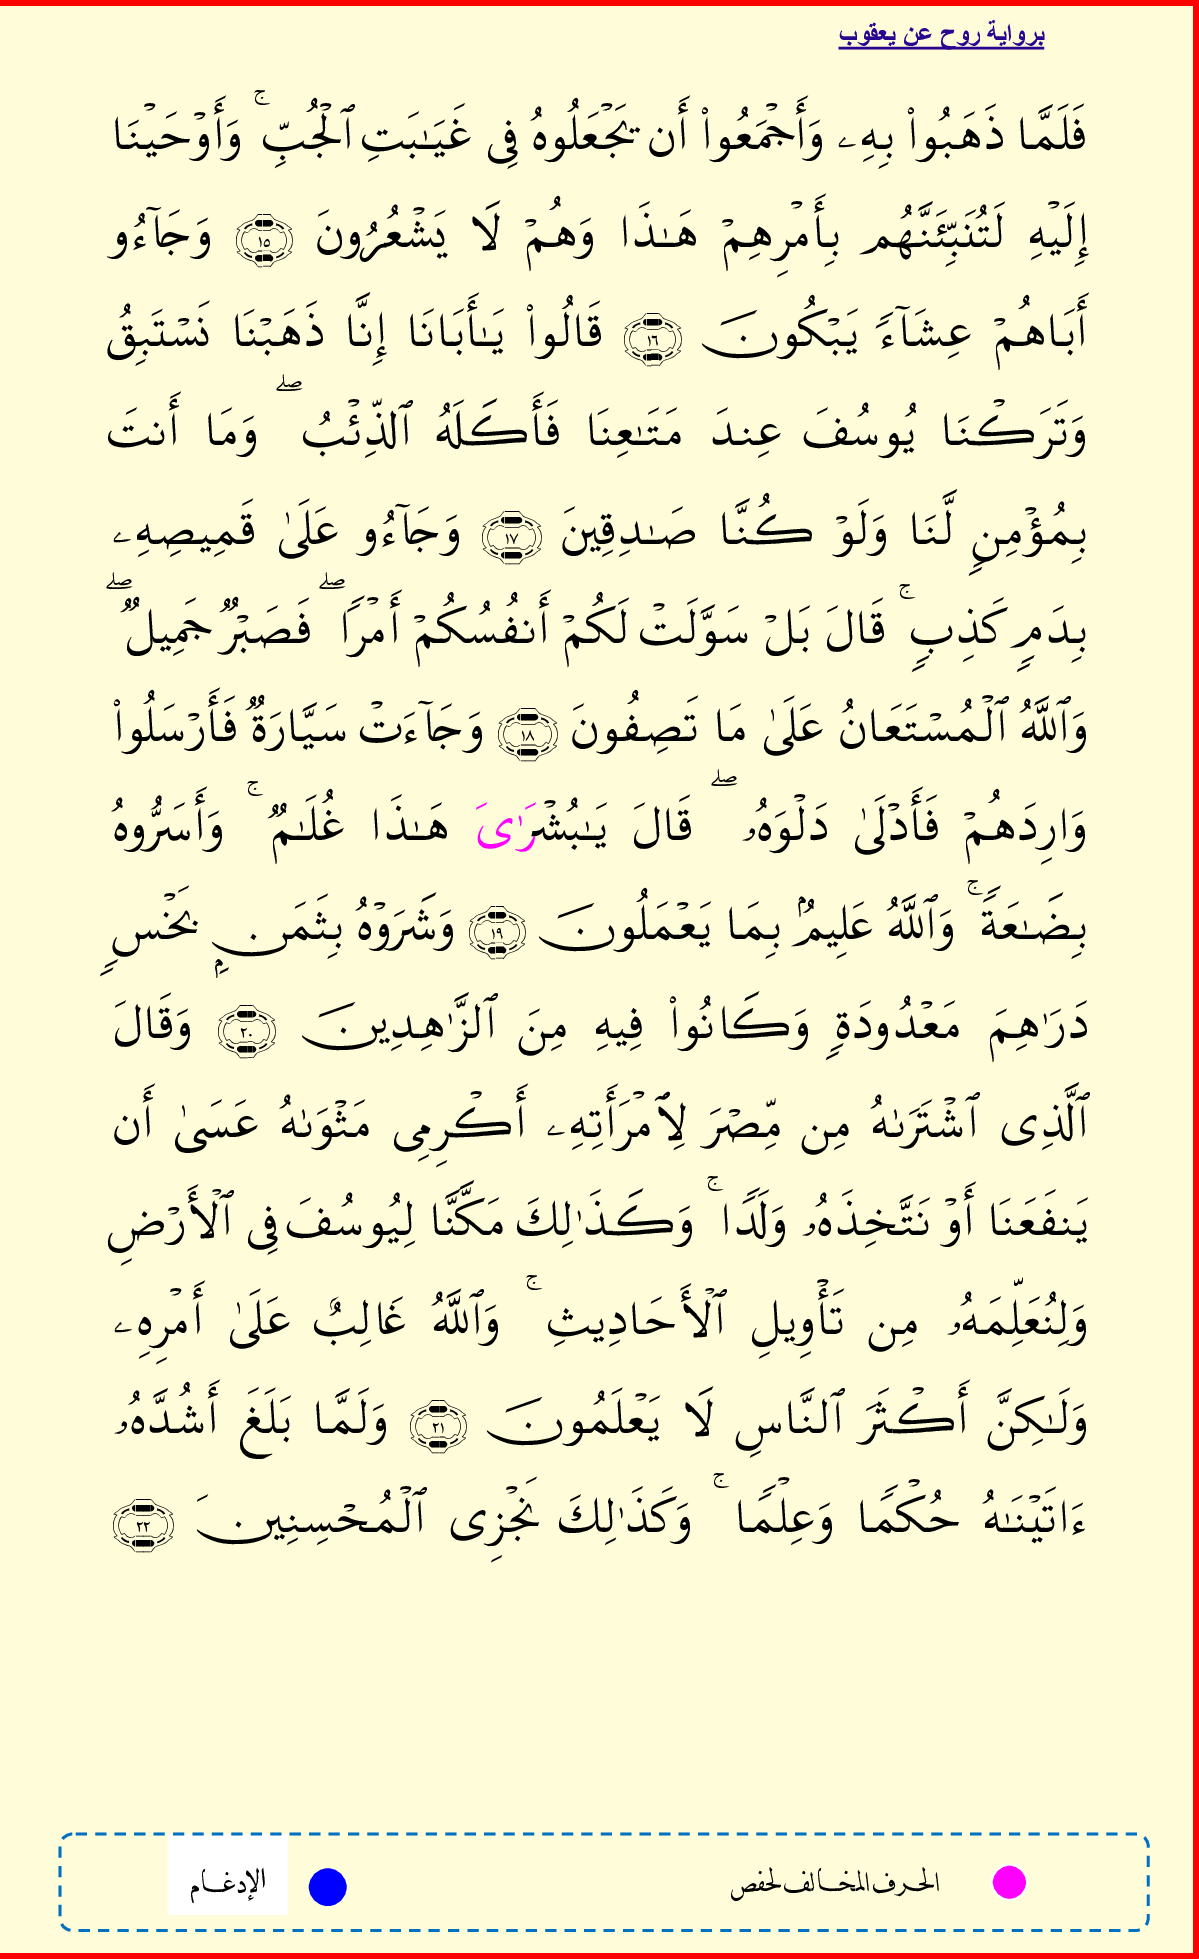 برواية روح عن يعقوب
فَلَمَّا ذَهَبُوا۟ بِهِۦ وَأَجْمَعُوا۟ أَن يَجْعَلُوهُ فِى غَيَـٰبَتِ ٱلْجُبِّ ۚ وَأَوْحَيْنَا
إِلَيْهِ لَتُنَبِّئَنَّهُم بِأَمْرِهِمْ هَـٰذَا وَهُمْ لَا يَشْعُرُونَ ١٥ وَجَآءُو
أَبَاهُمْ عِشَآءً يَبْكُونَ ١٦ قَالُوا۟ يَـٰٓأَبَانَا إِنَّا ذَهَبْنَا نَسْتَبِقُ
وَتَرَكْنَا يُوسُفَ عِندَ مَتَـٰعِنَا فَأَكَلَهُ ٱلذِّئْبُ ۖ وَمَا أَنتَ
بِمُؤْمِنٍ لَّنَا وَلَوْ كُنَّا صَـٰدِقِينَ ١٧ وَجَآءُو عَلَىٰ قَمِيصِهِۦ
بِدَمٍ كَذِبٍ ۚ قَالَ بَلْ سَوَّلَتْ لَكُمْ أَنفُسُكُمْ أَمْرًا ۖ فَصَبْرٌ جَمِيلٌ ۖ
وَٱللَّهُ ٱلْمُسْتَعَانُ عَلَىٰ مَا تَصِفُونَ ١٨ وَجَآءَتْ سَيَّارَةٌ فَأَرْسَلُوا۟
وَارِدَهُمْ فَأَدْلَىٰ دَلْوَهُۥ ۖ قَالَ يَـٰبُشْرَىٰىَ هَـٰذَا غُلَـٰمٌ ۚ وَأَسَرُّوهُ
بِضَـٰعَةً ۚ وَٱللَّهُ عَلِيمٌۢ بِمَا يَعْمَلُونَ ١٩ وَشَرَوْهُ بِثَمَنٍۭ بَخْسٍ
دَرَٰهِمَ مَعْدُودَةٍ وَكَانُوا۟ فِيهِ مِنَ ٱلزَّٰهِدِينَ ٢٠ وَقَالَ
ٱلَّذِى ٱشْتَرَىٰهُ مِن مِّصْرَ لِٱمْرَأَتِهِۦ أَكْرِمِى مَثْوَىٰهُ عَسَىٰ أَن
يَنفَعَنَا أَوْ نَتَّخِذَهُۥ وَلَدًا ۚ وَكَذَٰلِكَ مَكَّنَّا لِيُوسُفَ فِى ٱلْأَرْضِ
وَلِنُعَلِّمَهُۥ مِن تَأْوِيلِ ٱلْأَحَادِيثِ ۚ وَٱللَّهُ غَالِبٌ عَلَىٰ أَمْرِهِۦ
وَلَـٰكِنَّ أَكْثَرَ ٱلنَّاسِ لَا يَعْلَمُونَ ٢١ وَلَمَّا بَلَغَ أَشُدَّهُۥ
ءَاتَيْنَـٰهُ حُكْمًا وَعِلْمًا ۚ وَكَذَٰلِكَ نَجْزِى ٱلْمُحْسِنِينَ ٢٢
الحرف المخالف لحفص
الإدغام